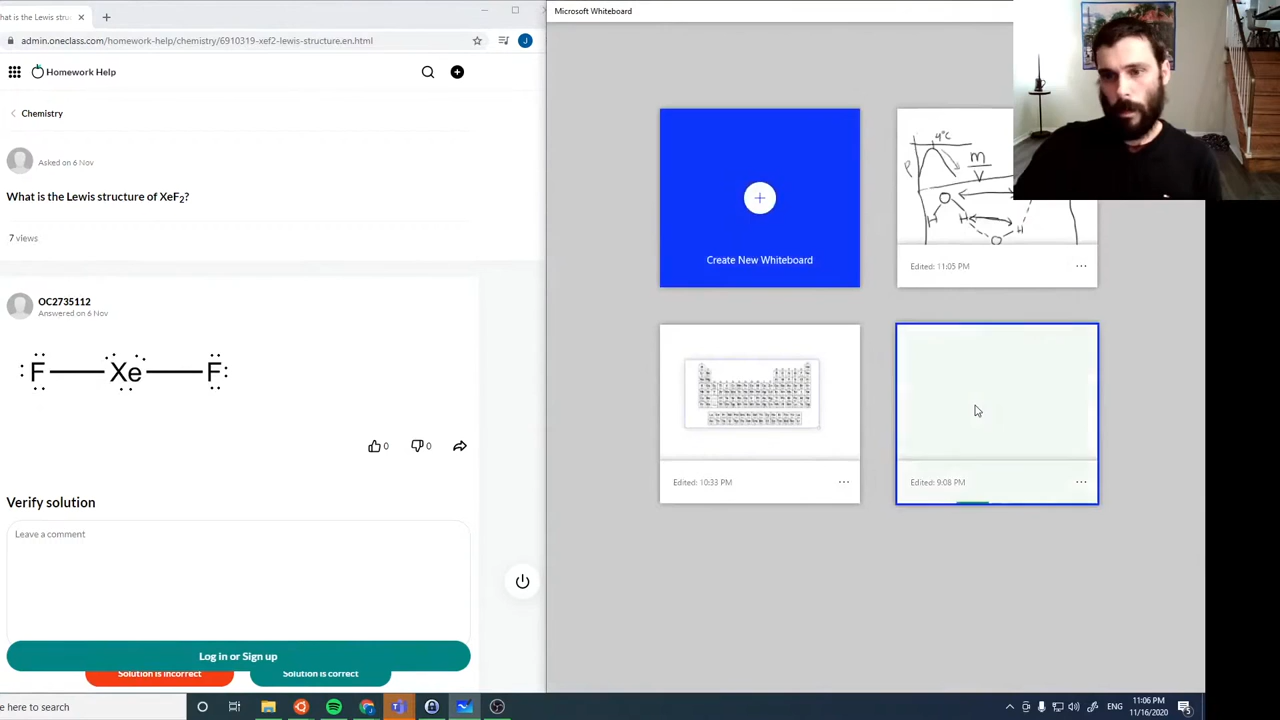 hat is the Lewis stru
Microsoft Whiteboard
admin.oneclass.com/homework-help/chemistry/6910319-xef2-lewis-structure.en.html
J
Homework Help
Chemistry
Asked on 6 Nov
What is the Lewis structure of XeF2?
7 views
OC2735112
Answered on 6 Nov
F Xe F
0 0
Verify solution
Leave a comment
Log in or Sign up
Solution is incorrect Solution is correct
Create New Whiteboard
4°C
P m
V
O
H H H
O
Edited: 11:05 PM
Edited: 10:33 PM
Edited: 9:08 PM
e here to search
ENG
11:06 PM
11/16/2020
5